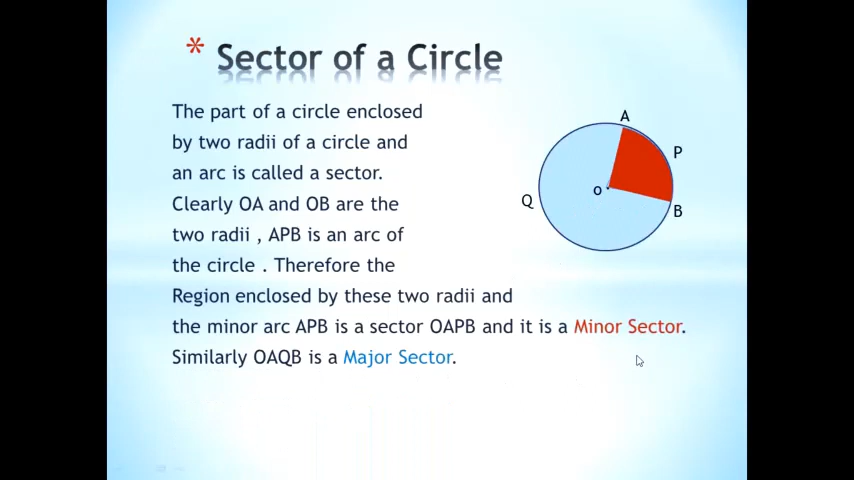 * Sector of a Circle
The part of a circle enclosed
by two radii of a circle and
an arc is called a sector.
Clearly OA and OB are the
two radii , APB is an arc of
the circle . Therefore the
Region enclosed by these two radii and
the minor arc APB is a sector OAPB and it is a Minor Sector.
Similarly OAQB is a Major Sector.
A
P
O
Q
B